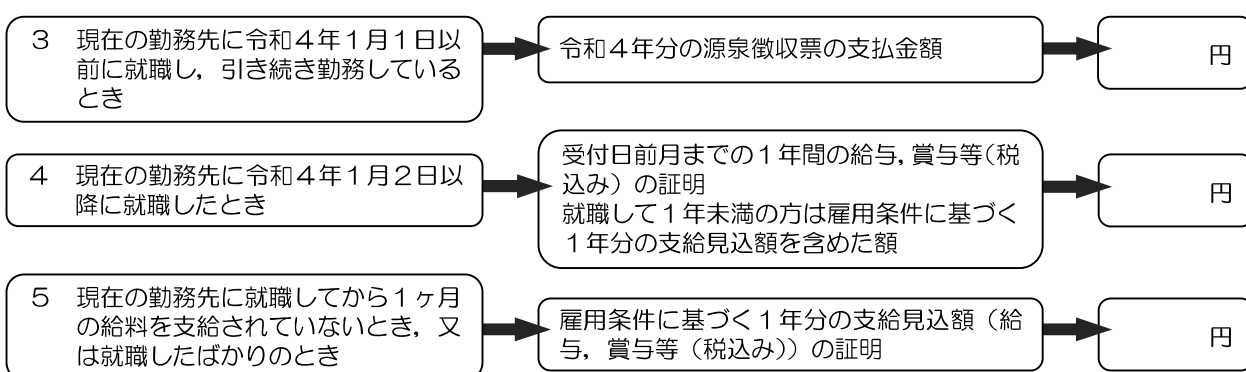 3 現在の勤務先に令和4年1月1日以
前に就職し，引き続き勤務している
とき
令和4年分の源泉徴収票の支払金額
円
4 現在の勤務先に令和4年1月2日以
降に就職したとき
受付日前月までの1年間の給与，賞与等（税
込み）の証明
就職して1年未満の方は雇用条件に基づく
1年分の支給見込額を含めた額
円
5 現在の勤務先に就職してから1ヶ月
の給料を支給されていないとき，又
は就職したばかりのとき
雇用条件に基づく1年分の支給見込額（給
与，賞与等（税込み））の証明
円